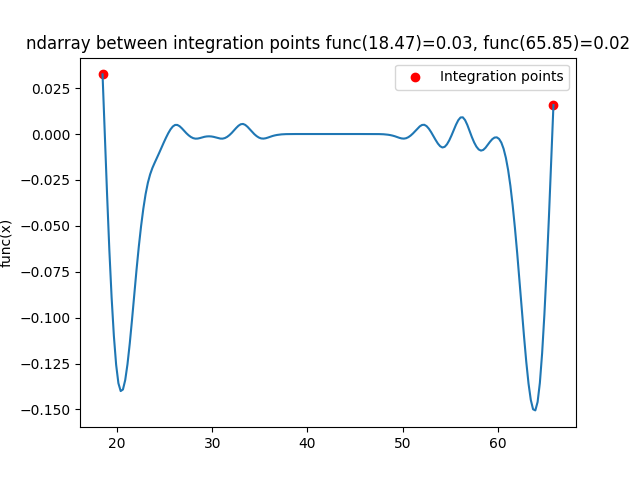 ndarray between integration points func(18.47)=0.03, func(65.85)=0.02
Integration points
0.025
0.000
−0.025
−0.050
−0.075
−0.100
−0.125
−0.150
func(x)
20 30 40 50 60